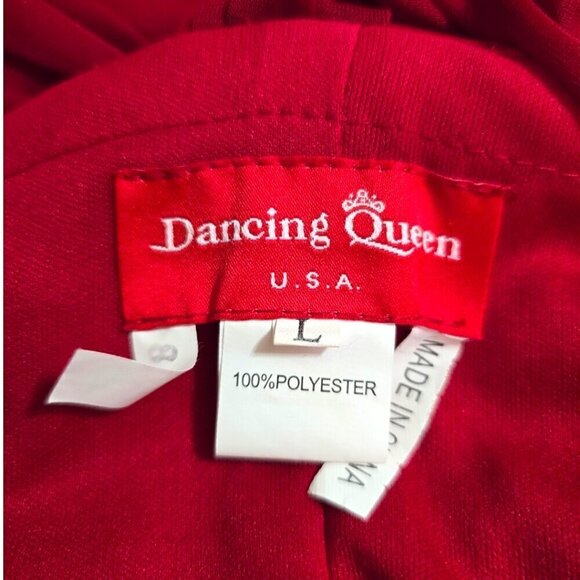 Dancing Queen
U.S.A.
L
100%POLYESTER
MADE IN CHINA